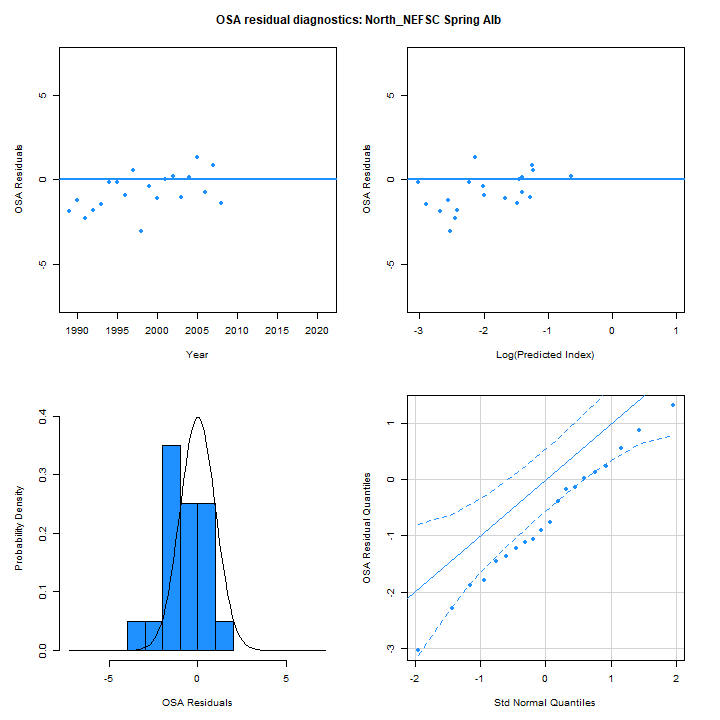 OSA residual diagnostics: North_NEFSC Spring Alb
OSA Residuals
5
0
-5
1990 1995 2000 2005 2010 2015 2020
Year
OSA Residuals
5
0
-5
-3 -2 -1 0 1
Log(Predicted Index)
Probability Density
0.4
0.3
0.2
0.1
0.0
-5 0 5
OSA Residuals
OSA Residual Quantiles
1
0
-1
-2
-3
-2 -1 0 1 2
Std Normal Quantiles